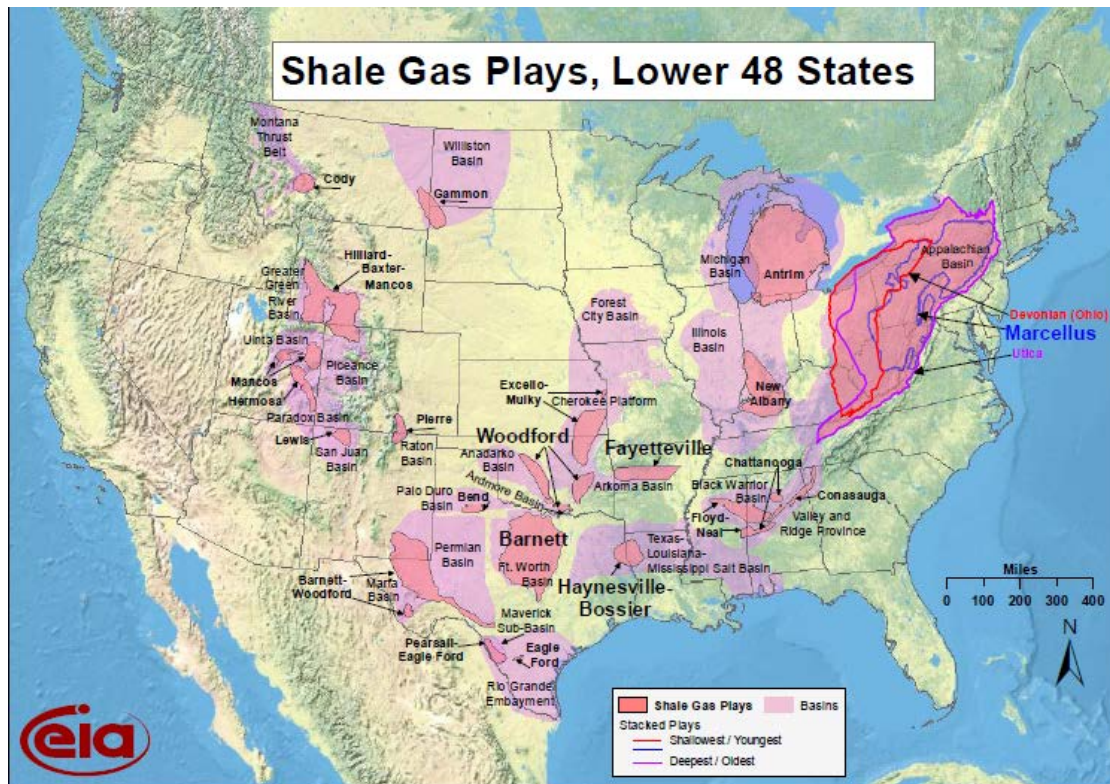 Shale Gas Plays, Lower 48 States
Montana
Thrust
Belt
Cody
Williston
Basin
Gammon
Hilliard-
Baxter-
Mancos
Greater
Green
River
Basin
Uinta Basin
Piceance
Basin
Mancos
Hermosa
Paradox Basin
Lewis
San Juan
Basin
Pierre
Raton
Basin
Forest
City Basin
Excello-
Mulky
Cherokee Platform
Woodford
Anadarko
Basin
Ardmore Basin
Palo Duro
Basin
Bend
Fayetteville
Arkoma Basin
Michigan
Basin
Antrim
Illinois
Basin
New
Albany
Appalachian
Basin
Devonian (Ohio)
Marcellus
Utica
Chattanooga
Black Warrior
Basin
Conasauga
Floyd-
Neal
Valley and
Ridge Province
Barnett
Ft. Worth
Basin
Permian
Basin
Barnett-
Woodford
Marfa
Basin
Texas-
Louisiana-
Mississippi Salt Basin
Haynesville-
Bossier
Maverick
Sub-Basin
Pearsall-
Eagle Ford
Eagle
Ford
Rio Grande
Embayment
Miles
0 100 200 300 400
N
Shale Gas Plays
Basins
Stacked Plays
Shallowest / Youngest
Deepest / Oldest
eia